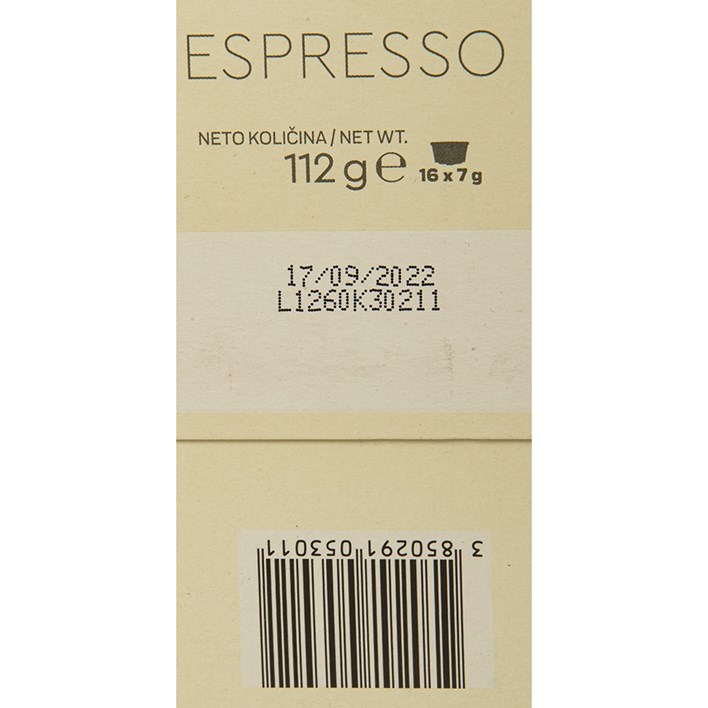 ESPRESSO
NETO KOLIČINA / NET WT.
112 g ℮
16 x 7 g
17/09/2022
L1260K30211
3 850291 053011